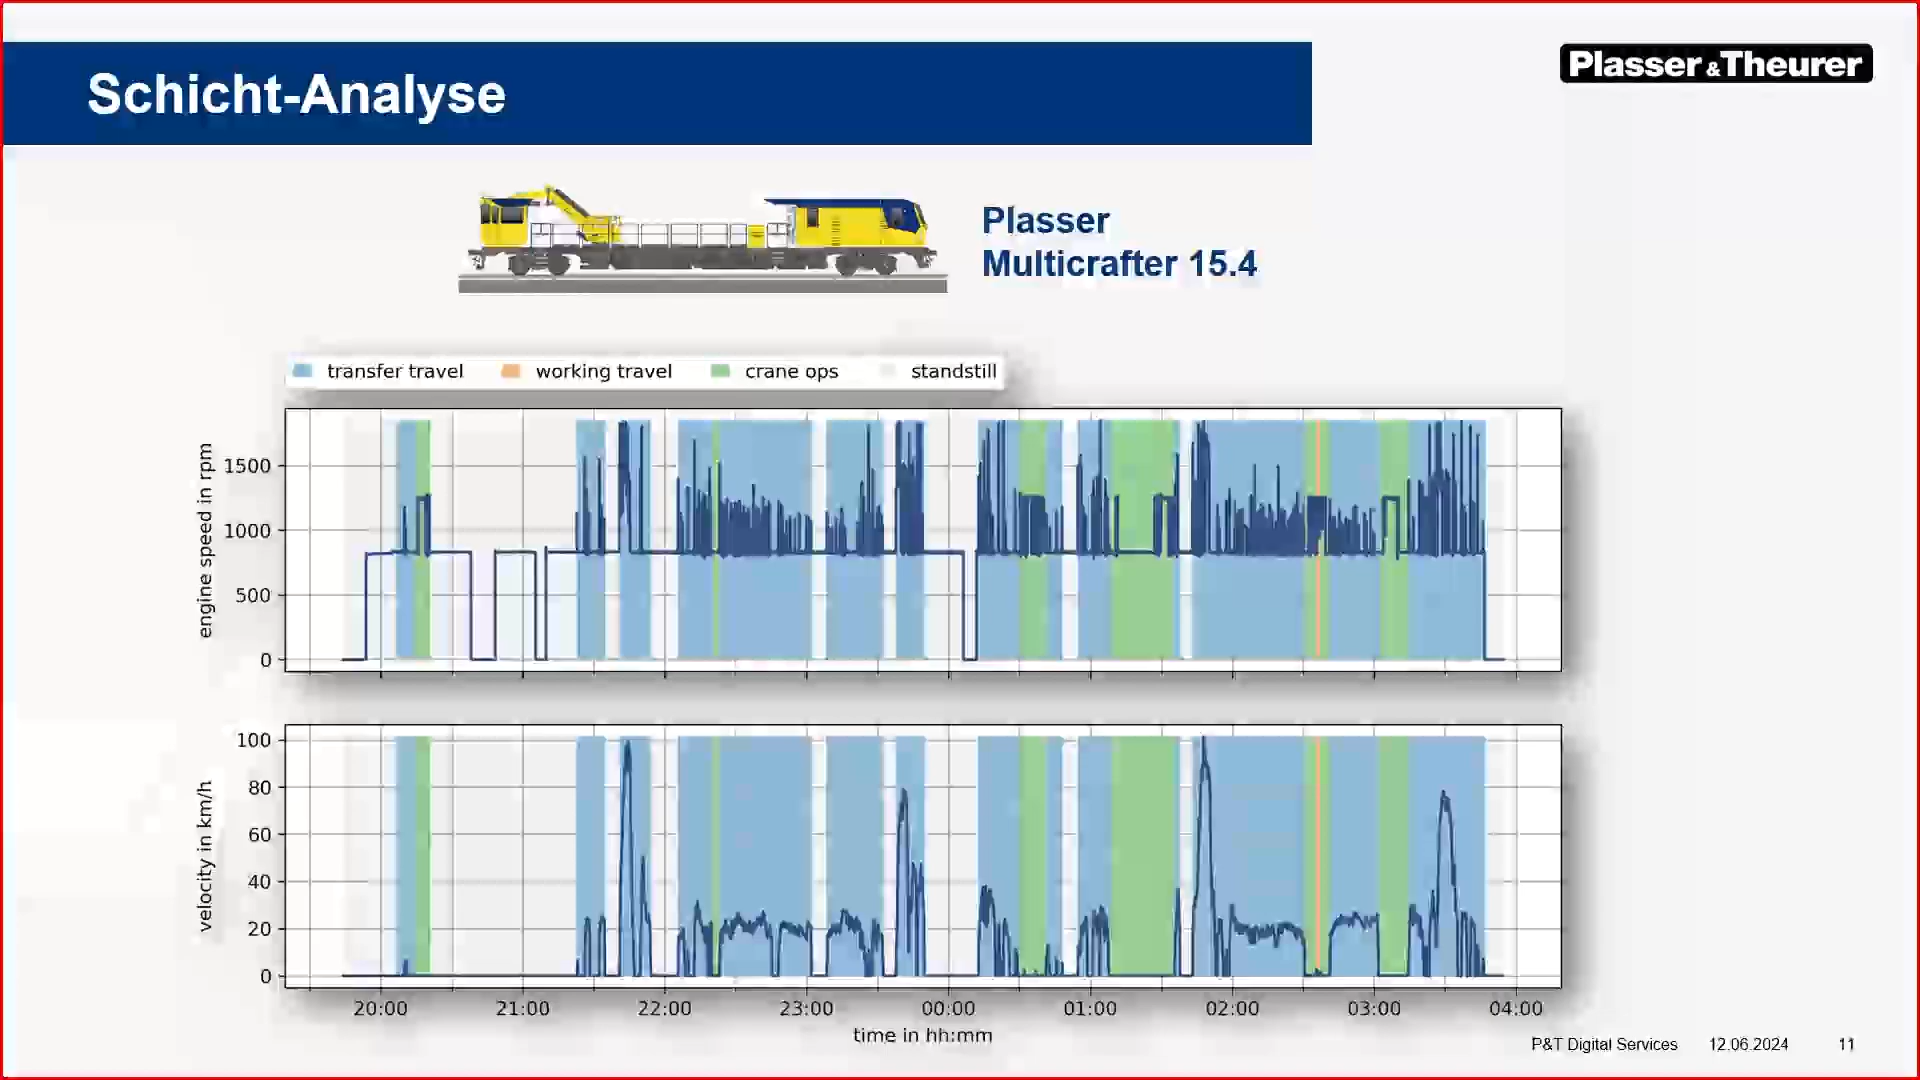 Schicht-Analyse
Plasser &Theurer
Plasser
Multicrafter 15.4
transfer travel working travel crane ops standstill
engine speed in rpm
1500
1000
500
0
velocity in km/h
100
80
60
40
20
0
20:00 21:00 22:00 23:00 00:00 01:00 02:00 03:00 04:00
time in hh:mm
P&T Digital Services 12.06.2024 11